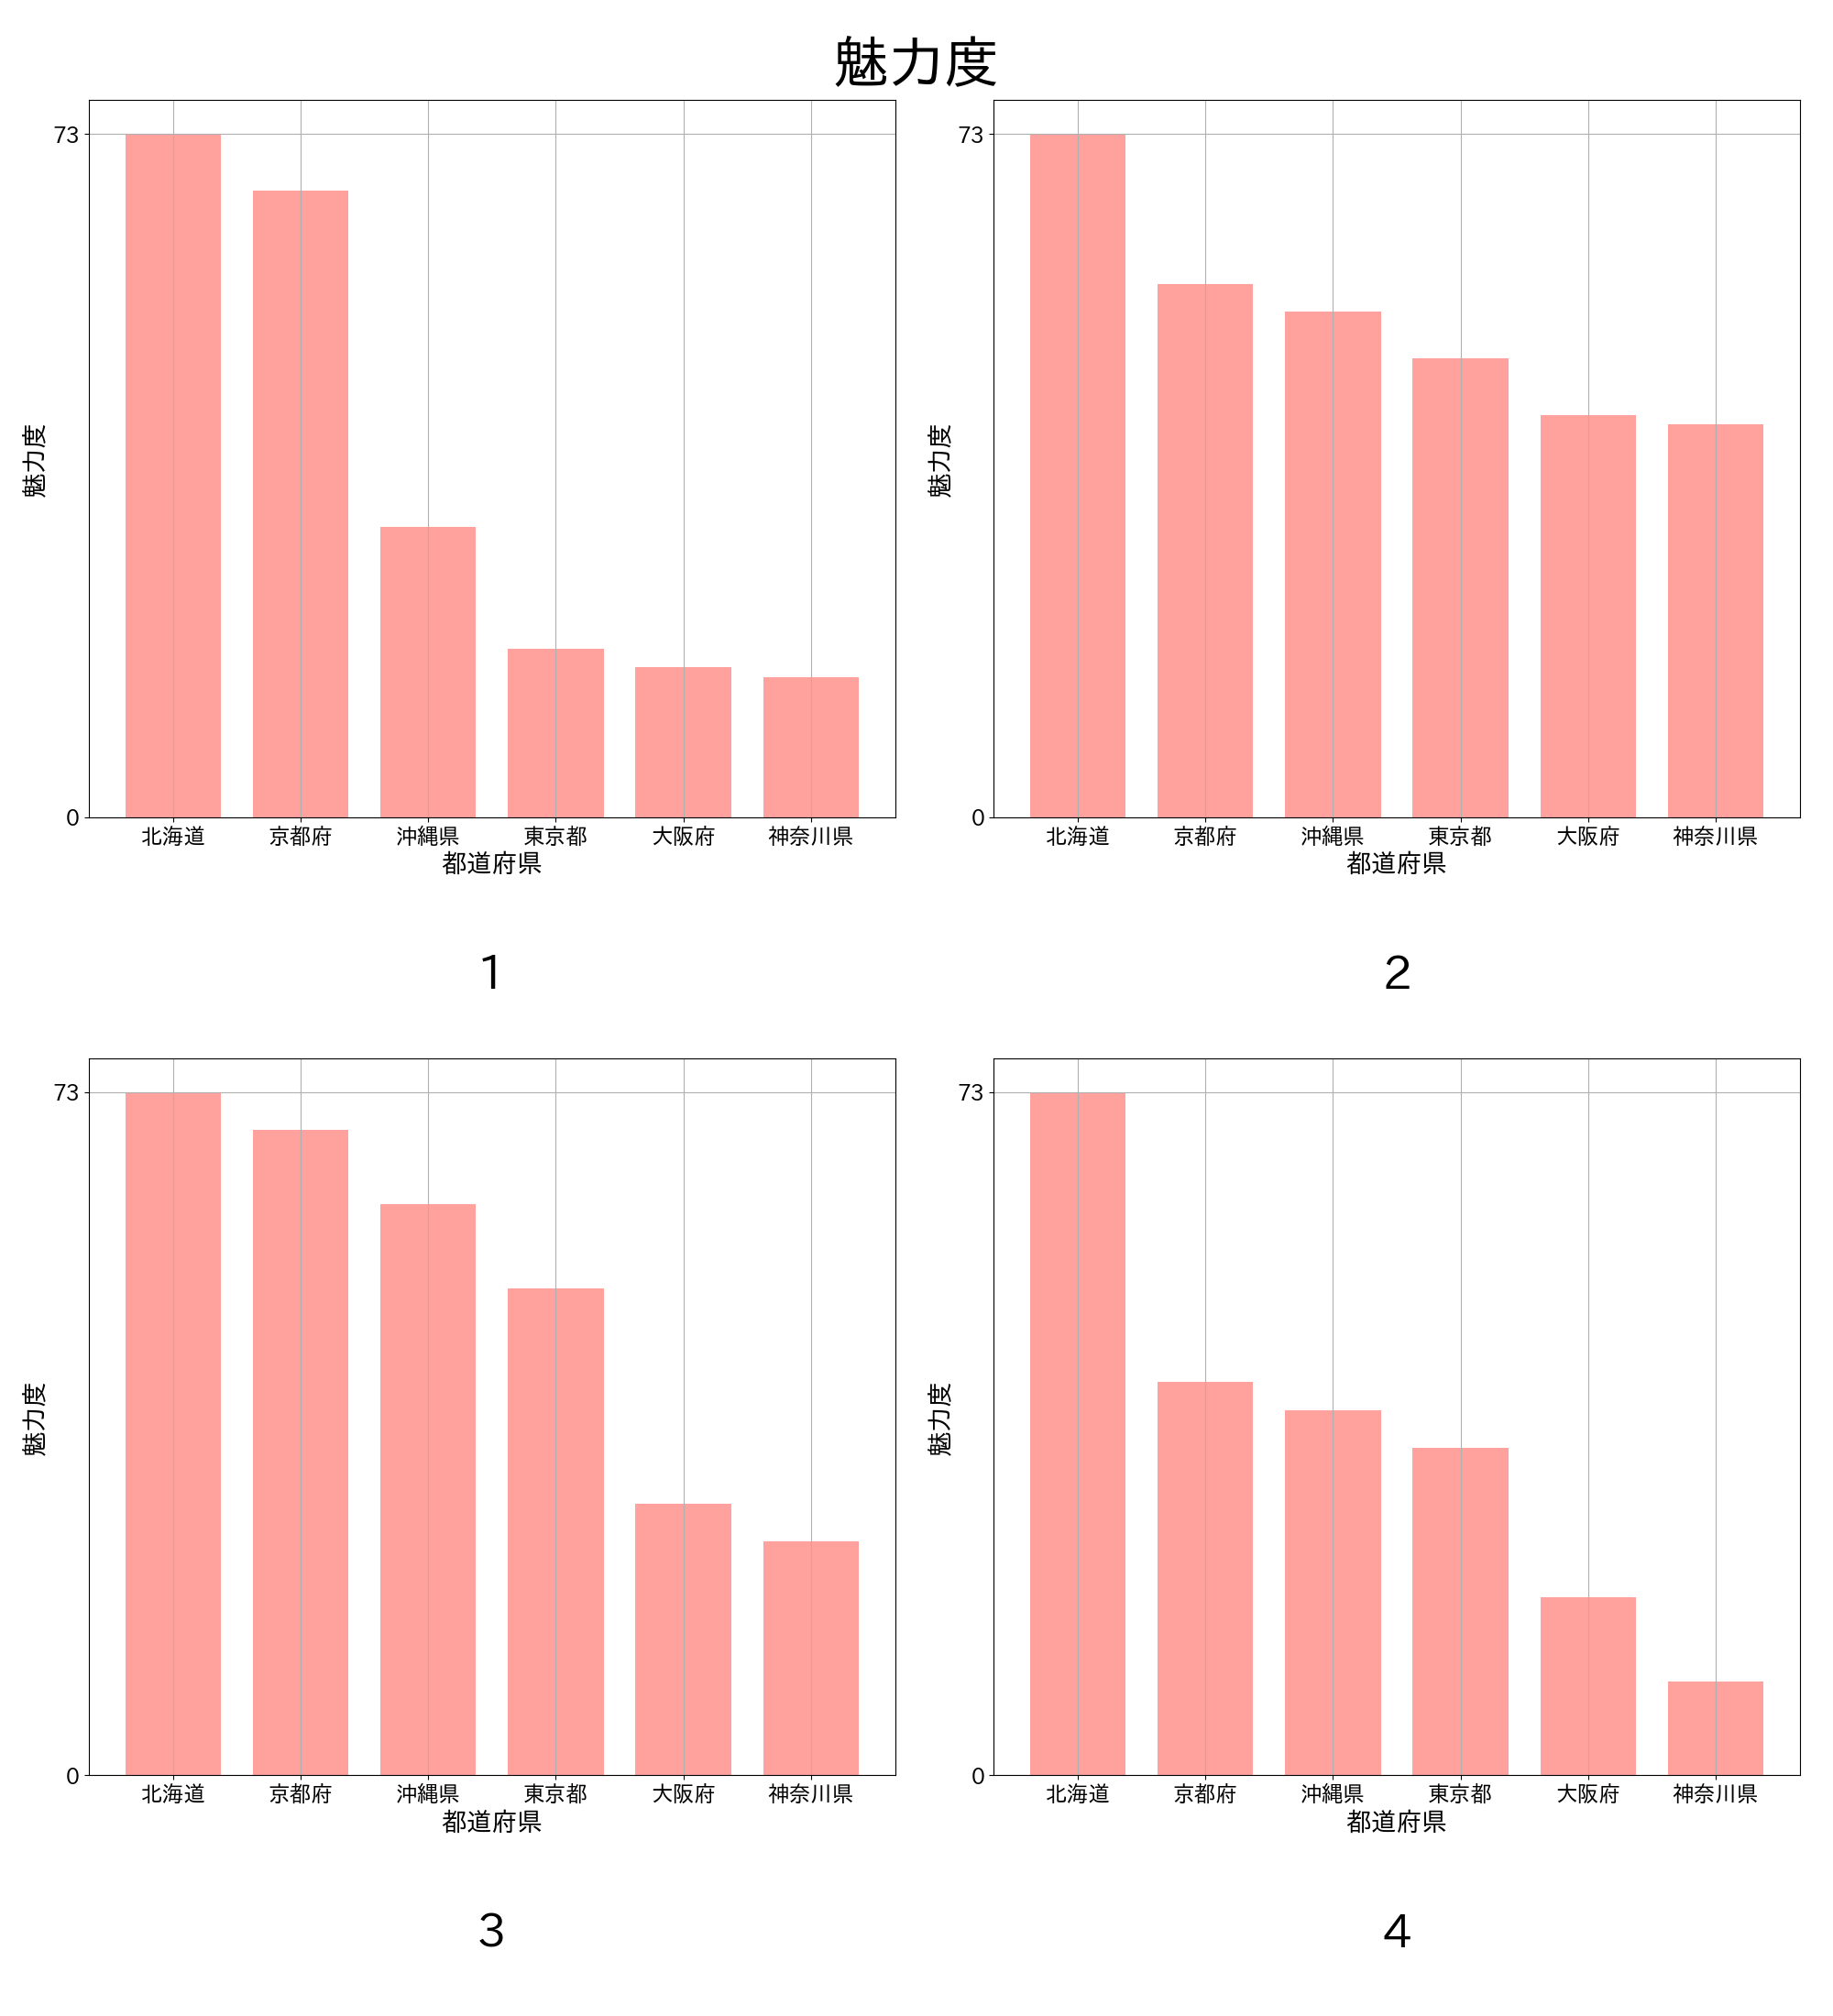 魅力度
73
魅力度
0
北海道 京都府 沖縄県 東京都 大阪府 神奈川県
都道府県
1
73
魅力度
0
北海道 京都府 沖縄県 東京都 大阪府 神奈川県
都道府県
2
73
魅力度
0
北海道 京都府 沖縄県 東京都 大阪府 神奈川県
都道府県
3
73
魅力度
0
北海道 京都府 沖縄県 東京都 大阪府 神奈川県
都道府県
4